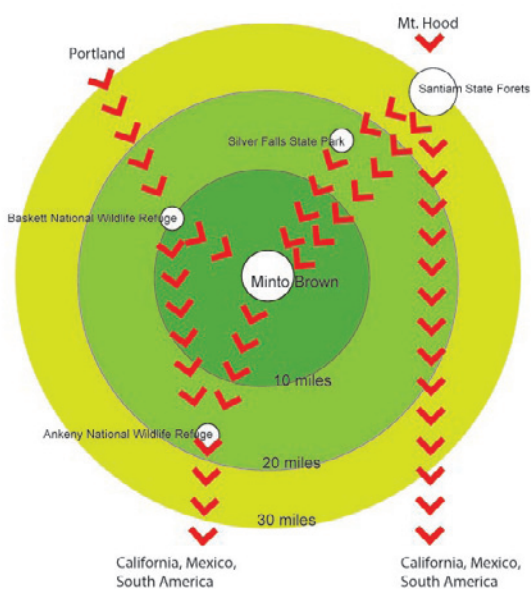 Mt. Hood
Portland
Santiam State Forets
Silver Falls State Park
Baskett National Wildlife Refuge
Minto Brown
10 miles
Ankeny National Wildlife Refuge
20 miles
30 miles
California, Mexico,
South America
California, Mexico,
South America